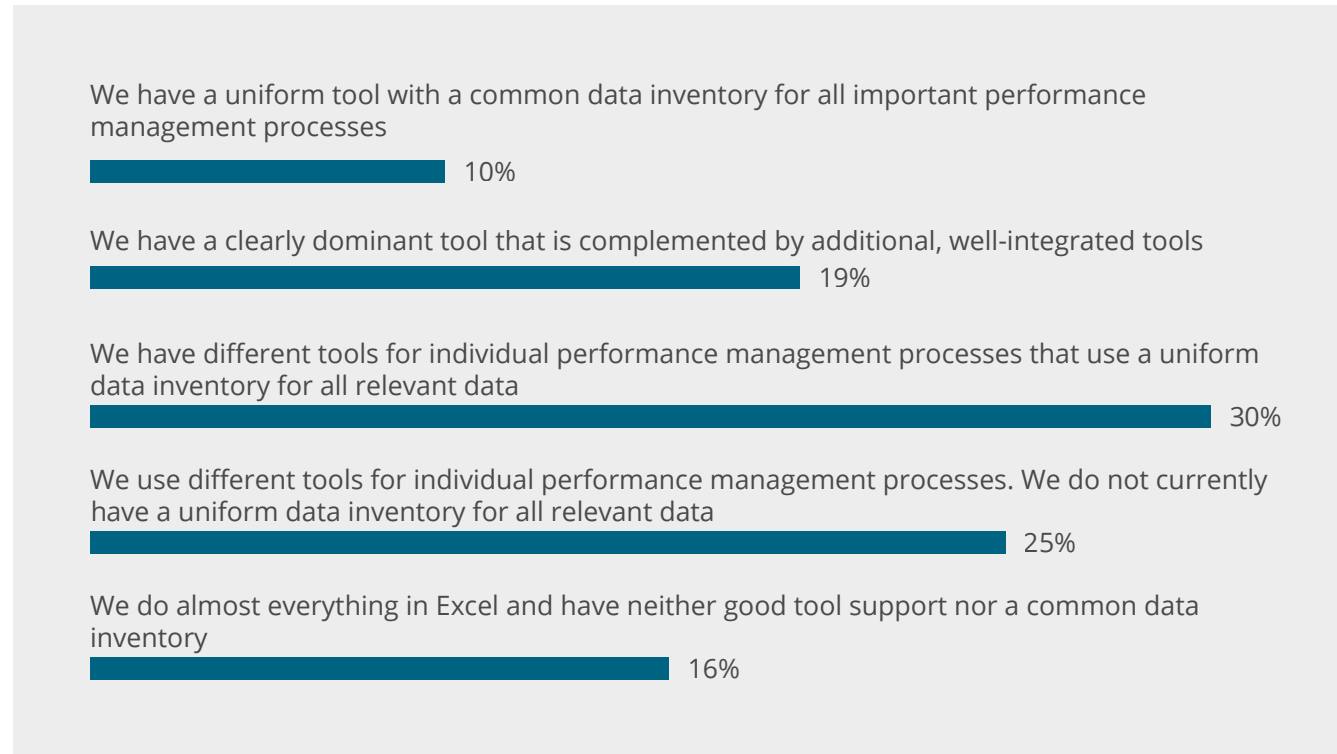 We have a uniform tool with a common data inventory for all important performance
management processes
10%
We have a clearly dominant tool that is complemented by additional, well-integrated tools
19%
We have different tools for individual performance management processes that use a uniform
data inventory for all relevant data
30%
We use different tools for individual performance management processes. We do not currently
have a uniform data inventory for all relevant data
25%
We do almost everything in Excel and have neither good tool support nor a common data
inventory
16%